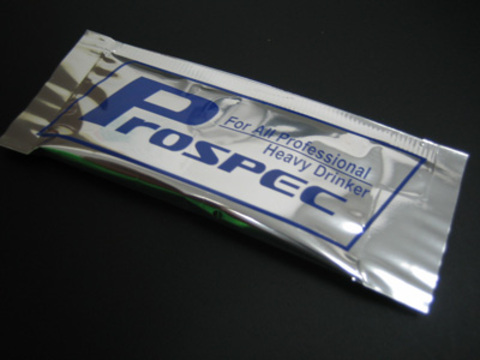 PROSPEC
For All Professional
Heavy Drinker